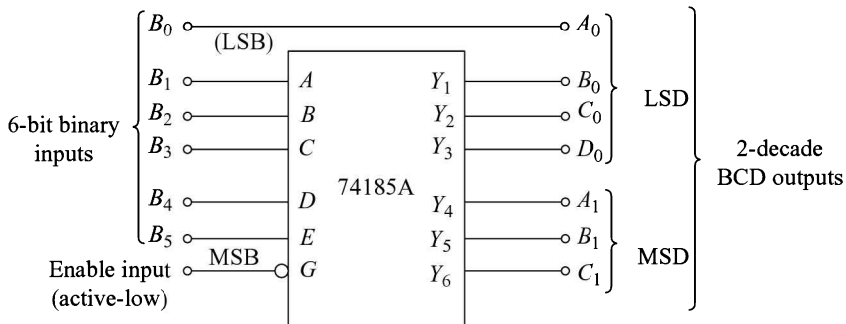 B₀ (LSB) A₀
B₁ A Y₁ B₀
B₂ B Y₂ C₀
B₃ C Y₃ D₀
B₄ D Y₄ A₁
B₅ E Y₅ B₁
MSB G Y₆ C₁
6-bit binary
inputs
Enable input
(active-low)
74185A
LSD
MSD
2-decade
BCD outputs